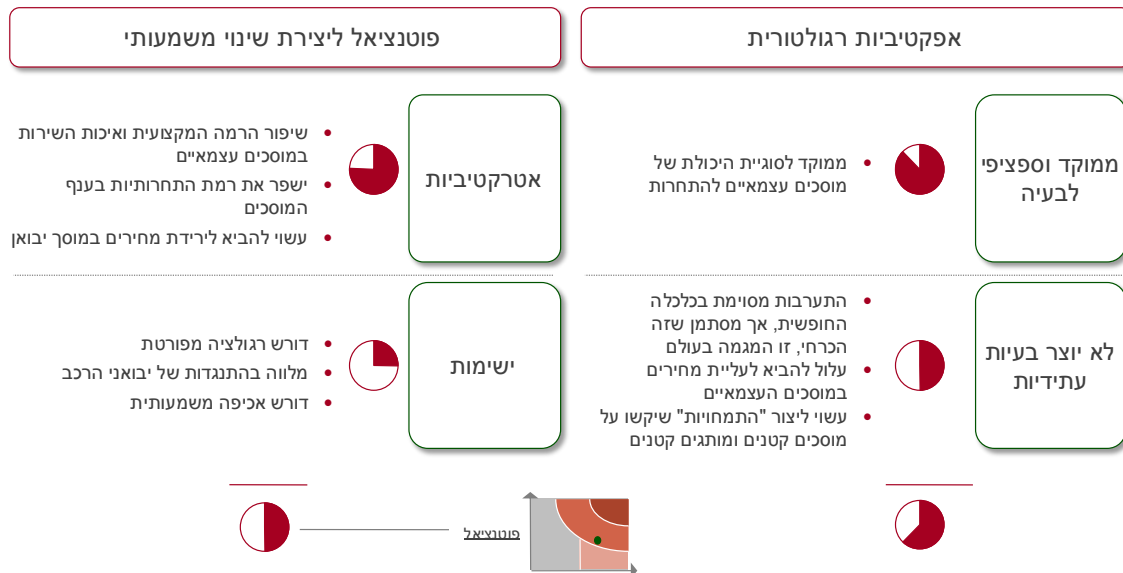 אפקטיביות רגולטורית
פוטנציאל ליצירת שינוי משמעותי
ממוקד וספציפי
לבעיה
ממוקד לסוגיית היכולת של
מוסכים עצמאיים להתחרות
אטרקטיביות
שיפור הרמה המקצועית ואיכות השירות
במוסכים עצמאיים
ישפר את רמת התחרותיות בענף
המוסכים
עשוי להביא לירידת מחירים במוסך יבואן
לא יוצר בעיות
עתידיות
התערבות מסוימת בכלכלה
החופשית, אך מסתמן שזה
הכרחי, זו המגמה בעולם
עלול להביא לעליית מחירים
במוסכים העצמאיים
עשוי ליצור "התמחויות" שיקשו על
מוסכים קטנים ומותגים קטנים
ישימות
דורש רגולציה מפורטת
מלווה בהתנגדות של יבואני הרכב
דורש אכיפה משמעותית
פוטנציאל